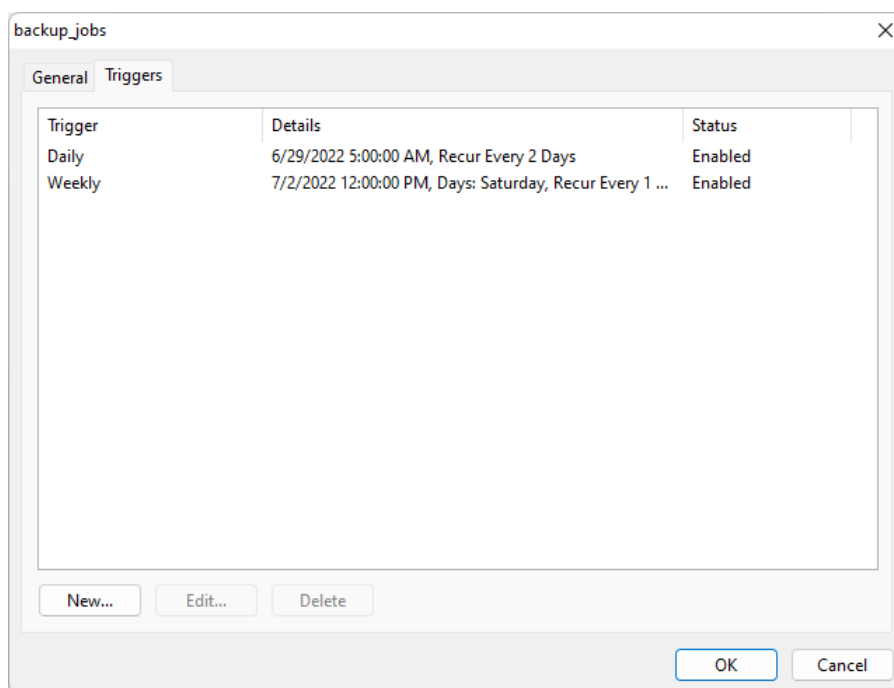 backup_jobs
General Triggers
Trigger Details Status
Daily 6/29/2022 5:00:00 AM, Recur Every 2 Days Enabled
Weekly 7/2/2022 12:00:00 PM, Days: Saturday, Recur Every 1 ... Enabled
New... Edit... Delete
OK Cancel